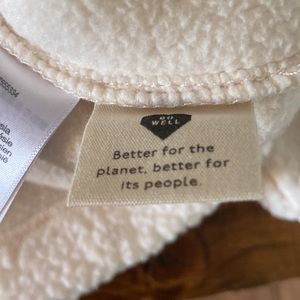 DO
WELL
Better for the
planet, better for
its people.